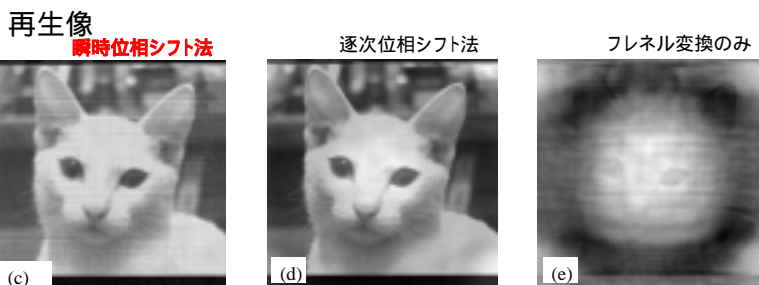 再生像
瞬時位相シフト法
逐次位相シフト法
フレネル変換のみ
(c)
(d)
(e)